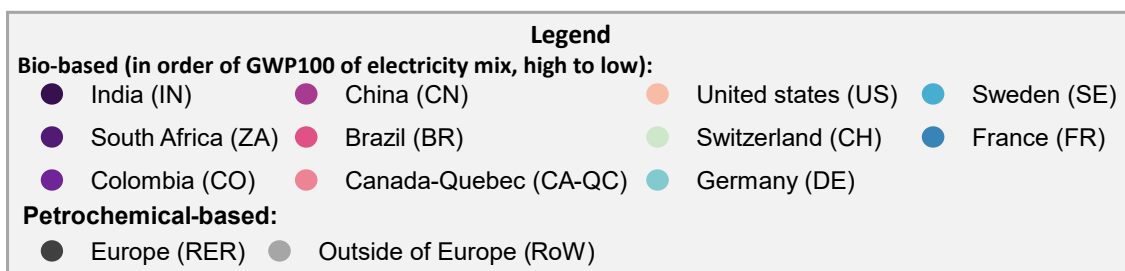 Legend
Bio-based (in order of GWP100 of electricity mix, high to low):
India (IN) China (CN) United states (US) Sweden (SE)
South Africa (ZA) Brazil (BR) Switzerland (CH) France (FR)
Colombia (CO) Canada-Quebec (CA-QC) Germany (DE)
Petrochemical-based:
Europe (RER) Outside of Europe (RoW)